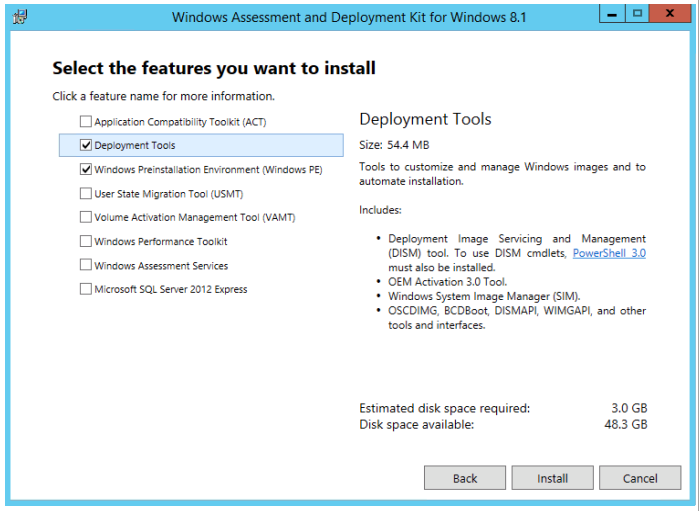 Windows Assessment and Deployment Kit for Windows 8.1
Select the features you want to install
Click a feature name for more information.
Application Compatibility Toolkit (ACT)
Deployment Tools
Windows Preinstallation Environment (Windows PE)
User State Migration Tool (USMT)
Volume Activation Management Tool (VAMT)
Windows Performance Toolkit
Windows Assessment Services
Microsoft SQL Server 2012 Express
Deployment Tools
Size: 54.4 MB
Tools to customize and manage Windows images and to
automate installation.
Includes:
• Deployment Image Servicing and Management
(DISM) tool. To use DISM cmdlets, PowerShell 3.0
must also be installed.
• OEM Activation 3.0 Tool.
• Windows System Image Manager (SIM).
• OSCDIMG, BCDBoot, DISMAPI, WIMGAPI, and other
tools and interfaces.
Estimated disk space required: 3.0 GB
Disk space available: 48.3 GB
Back Install Cancel